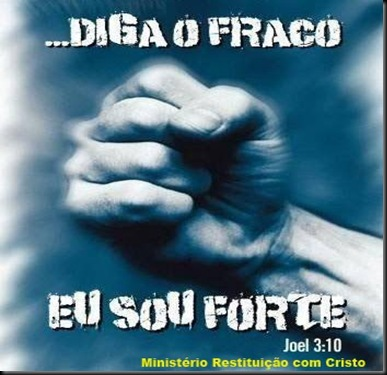 ...DIGA O FRACO
EU SOU FORTE
Joel 3:10
Ministério Restituição com Cristo